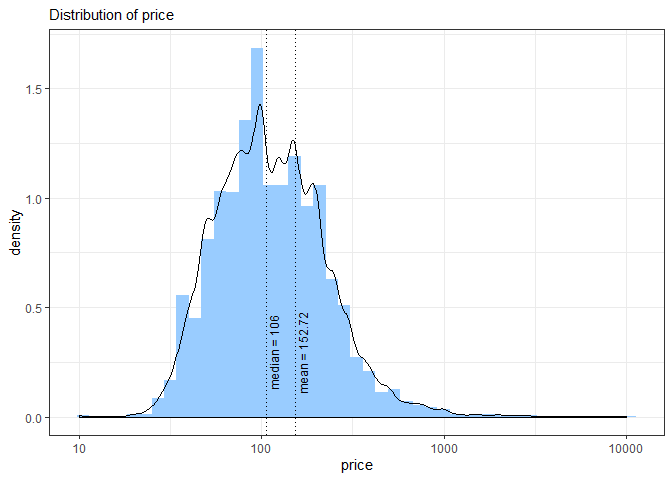 Distribution of price
density
1.5
1.0
0.5
0.0
median = 106
mean = 152.72
10
100
1000
10000
price